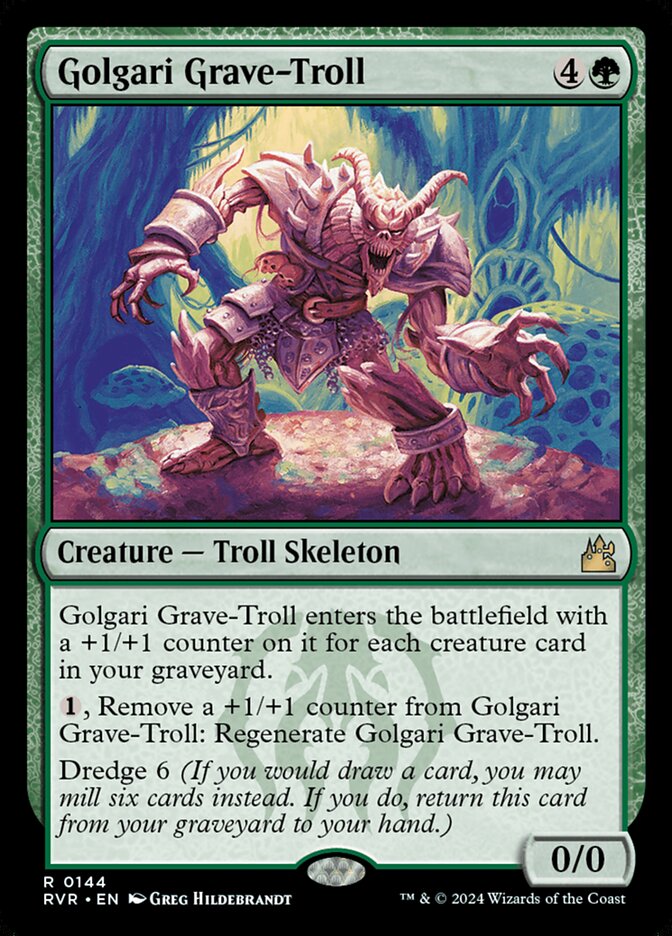 Golgari Grave-Troll 4
Creature — Troll Skeleton
Golgari Grave-Troll enters the battlefield with
a +1/+1 counter on it for each creature card
in your graveyard.
1, Remove a +1/+1 counter from Golgari
Grave-Troll: Regenerate Golgari Grave-Troll.
Dredge 6 (If you would draw a card, you may
mill six cards instead. If you do, return this card
from your graveyard to your hand.)
0/0
R 0144
RVR • EN Greg Hildebrandt ™ & © 2024 Wizards of the Coast